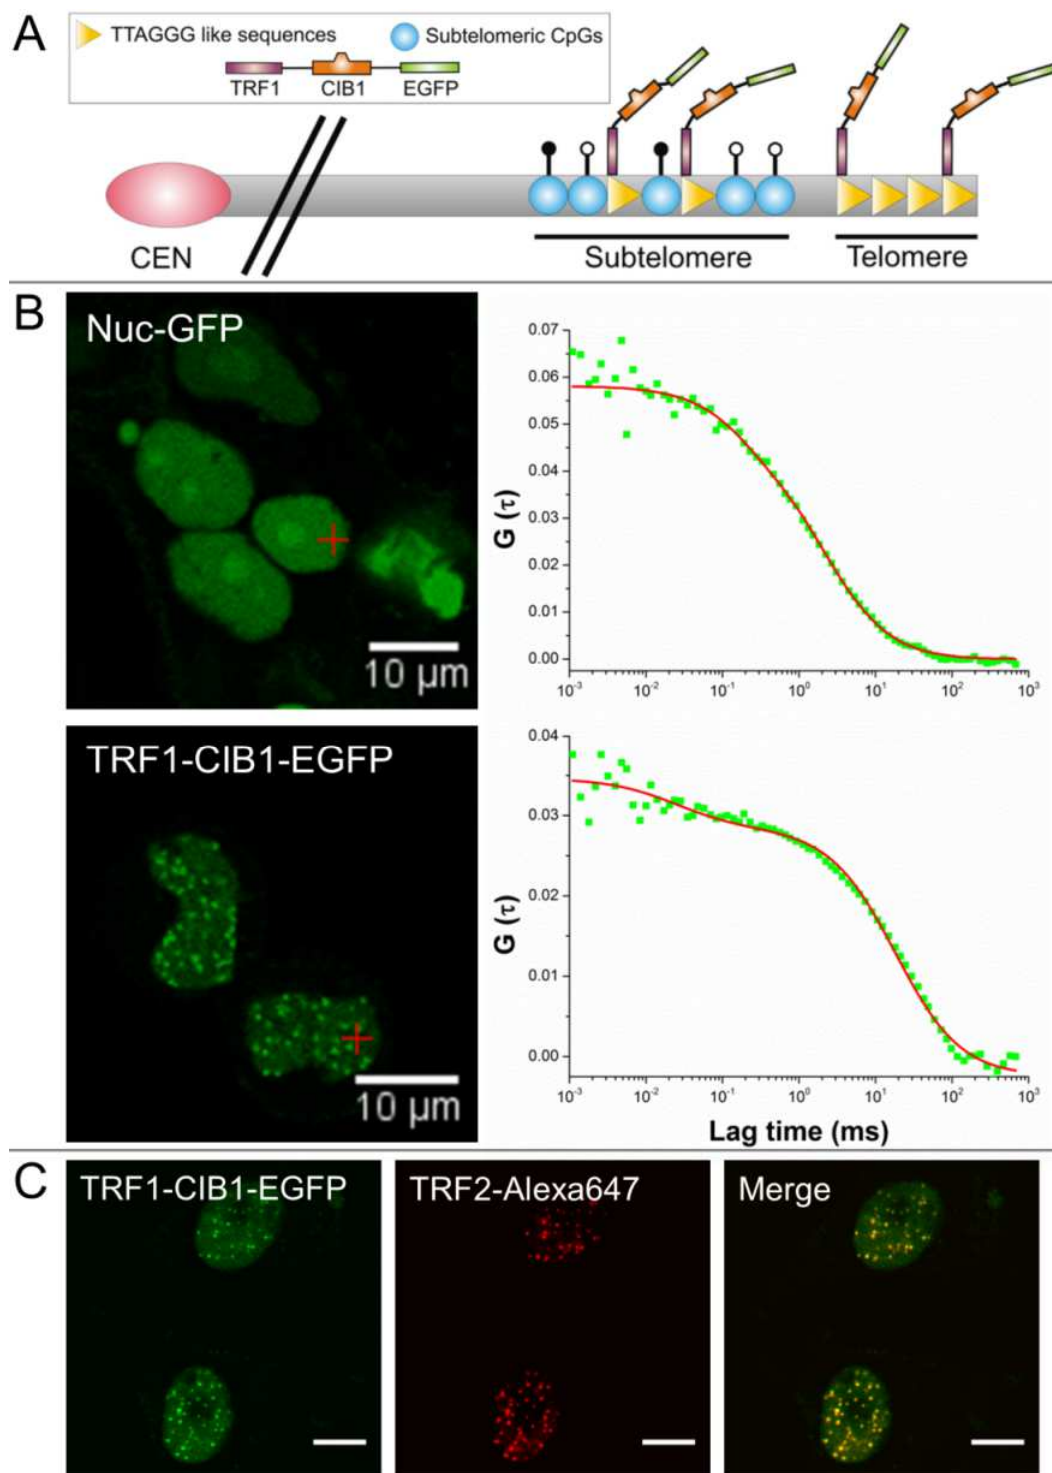 A
TTAGGG like sequences
Subtelomeric CpGs
TRF1
CIB1
EGFP
CEN
Subtelomere
Telomere
B
Nuc-GFP
10 µm
0.07
0.06
0.05
0.04
0.03
0.02
0.01
0.00
G (τ)
10⁻³ 10⁻² 10⁻¹ 10⁰ 10¹ 10² 10³
TRF1-CIB1-EGFP
10 µm
0.04
0.03
0.02
0.01
0.00
G (τ)
10⁻³ 10⁻² 10⁻¹ 10⁰ 10¹ 10² 10³
Lag time (ms)
C
TRF1-CIB1-EGFP
TRF2-Alexa647
Merge